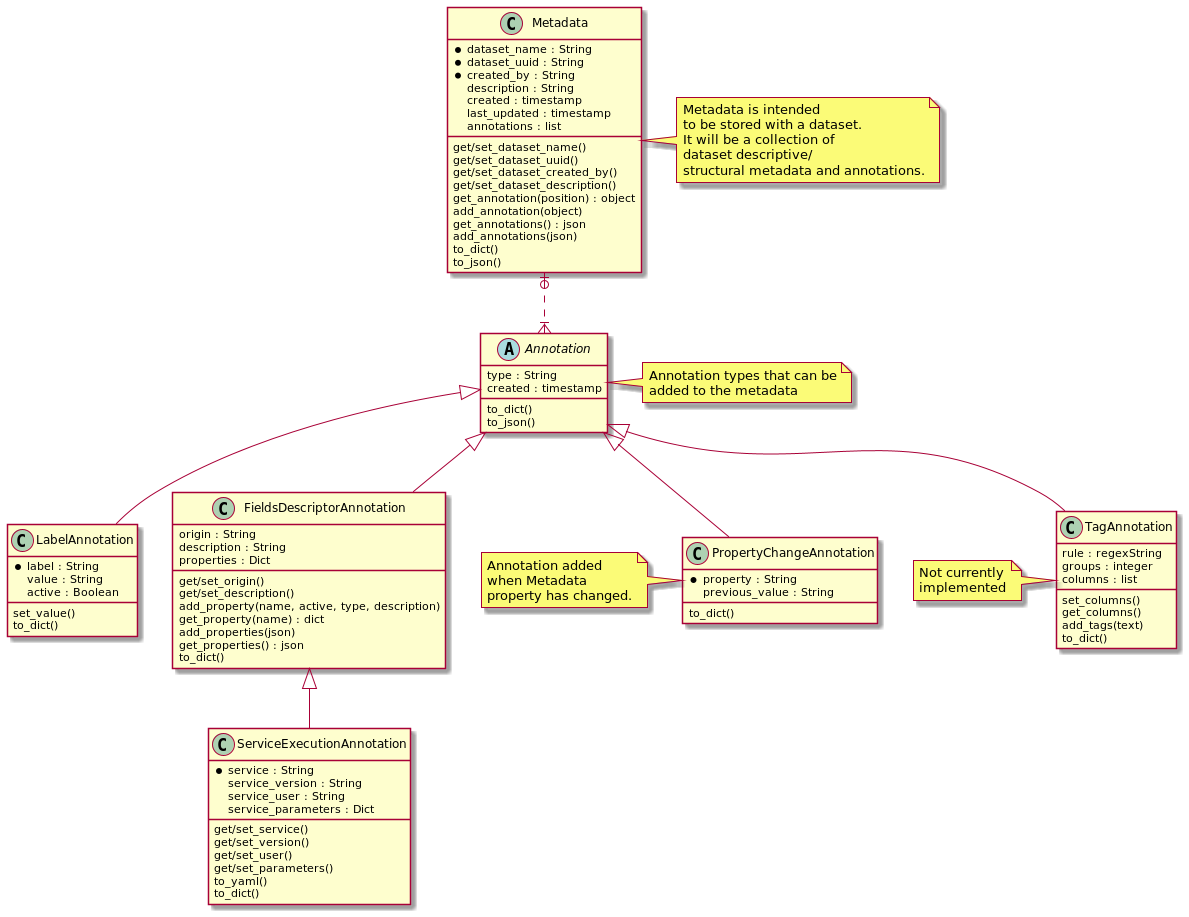 C Metadata
dataset_name : String
dataset_uuid : String
created_by : String
description : String
created : timestamp
last_updated : timestamp
annotations : list
get/set_dataset_name()
get/set_dataset_uuid()
get/set_dataset_created_by()
get/set_dataset_description()
get_annotation(position) : object
add_annotation(object)
get_annotations() : json
add_annotations(json)
to_dict()
to_json()
Metadata is intended
to be stored with a dataset.
It will be a collection of
dataset descriptive/
structural metadata and annotations.
A Annotation
type : String
created : timestamp
to_dict()
to_json()
Annotation types that can be
added to the metadata
C LabelAnnotation
label : String
value : String
active : Boolean
set_value()
to_dict()
C FieldsDescriptorAnnotation
origin : String
description : String
properties : Dict
get/set_origin()
get/set_description()
add_property(name, active, type, description)
get_property(name) : dict
add_properties(json)
get_properties() : json
to_dict()
Annotation added
when Metadata
property has changed.
C PropertyChangeAnnotation
property : String
previous_value : String
to_dict()
Not currently
implemented
C TagAnnotation
rule : regexString
groups : integer
columns : list
set_columns()
get_columns()
add_tags(text)
to_dict()
C ServiceExecutionAnnotation
service : String
service_version : String
service_user : String
service_parameters : Dict
get/set_service()
get/set_version()
get/set_user()
get/set_parameters()
to_yaml()
to_dict()